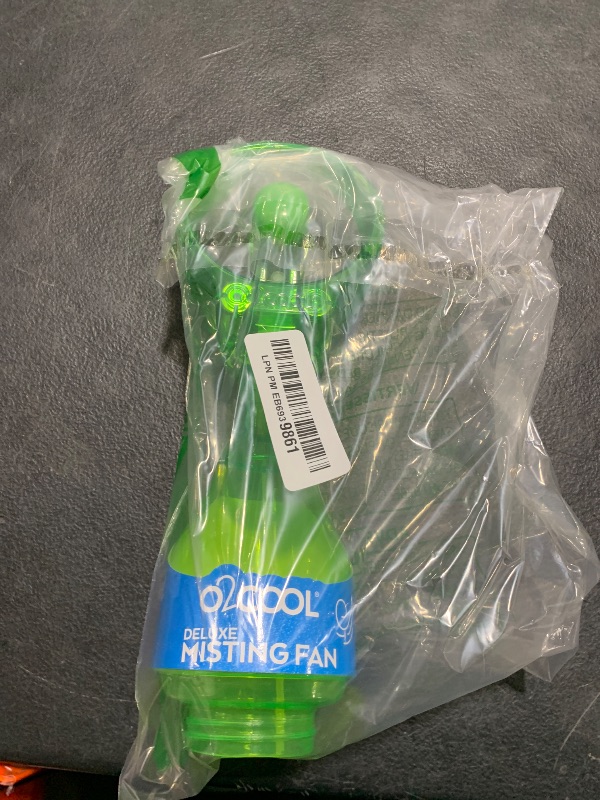 LPN PM EB6939861
O2COOL®
DELUXE
MISTING FAN